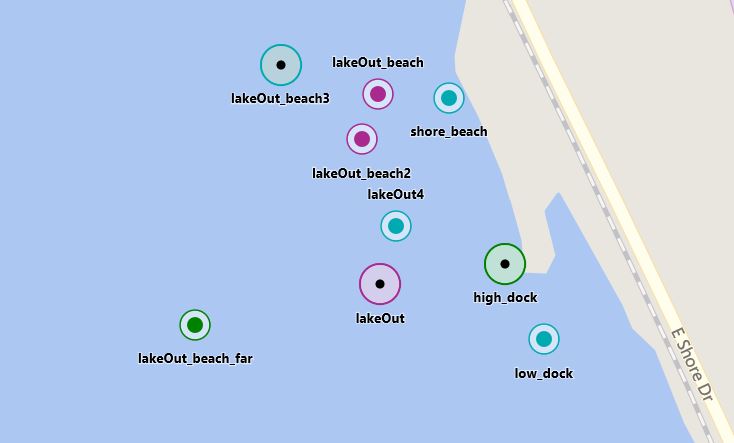 lakeOut_beach
lakeOut_beach3
shore_beach
lakeOut_beach2
lakeOut4
high_dock
lakeOut
lakeOut_beach_far
low_dock
E Shore Dr